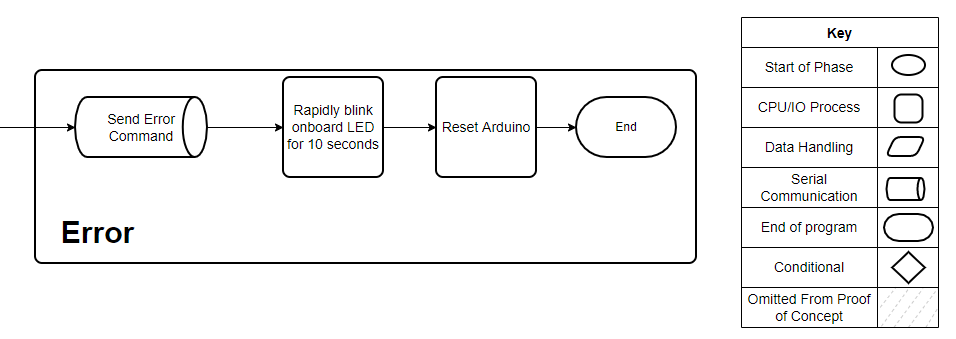 Send Error
Command
Rapidly blink
onboard LED
for 10 seconds
Reset Arduino
End
Error
Key
Start of Phase
CPU/IO Process
Data Handling
Serial
Communication
End of program
Conditional
Omitted From Proof
of Concept